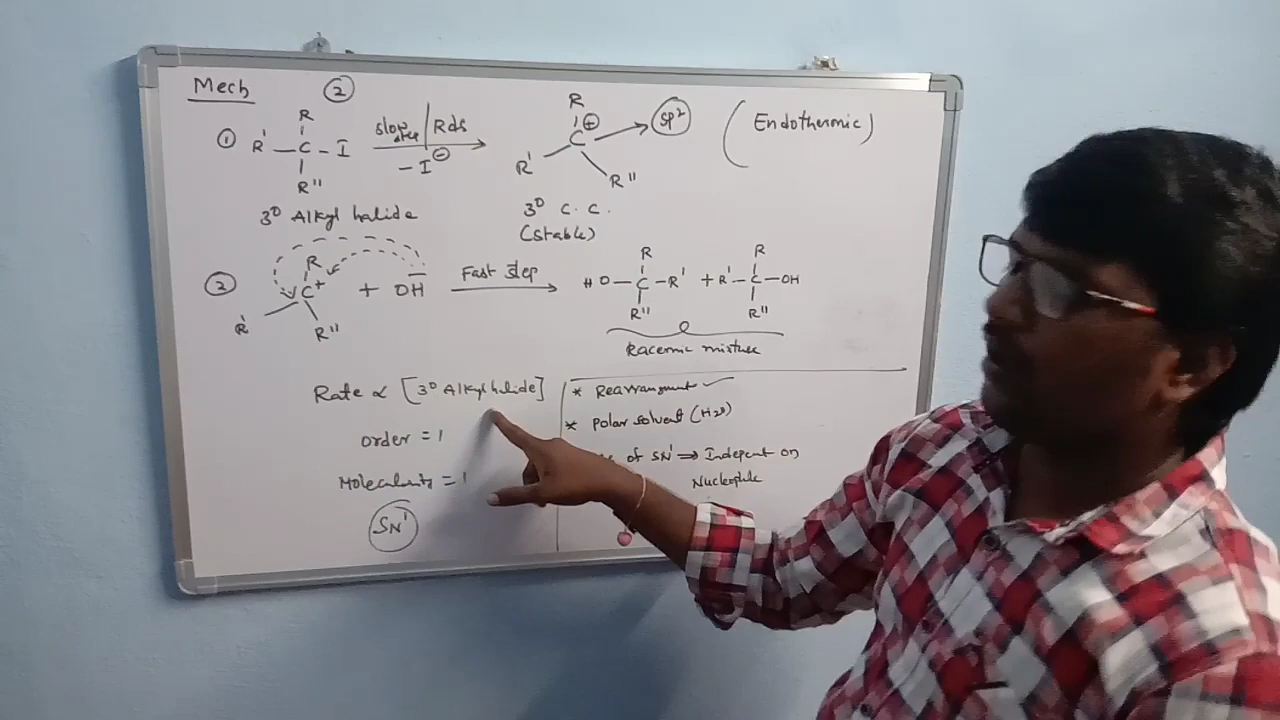 Mech
②
① R' - C - I
R
R"
slow step / Rds
- I⊖
R
C⊕
R'
R"
sp²
(Endothermic)
3° Alkyl halide
3° C.C.
(Stable)
② R
C⁺ + OH
R'
R"
Fast step
R
HO - C - R'
R"
+
R
R' - C - OH
R"
Racemic mixture
Rate ∝ [3° Alkyl halide]
order = 1
Molecularity = 1
SN¹
* Rearrangment ✓
* Polar solvent (H₂O)
of SN¹ ⇒ Indepent on
Nucleophile